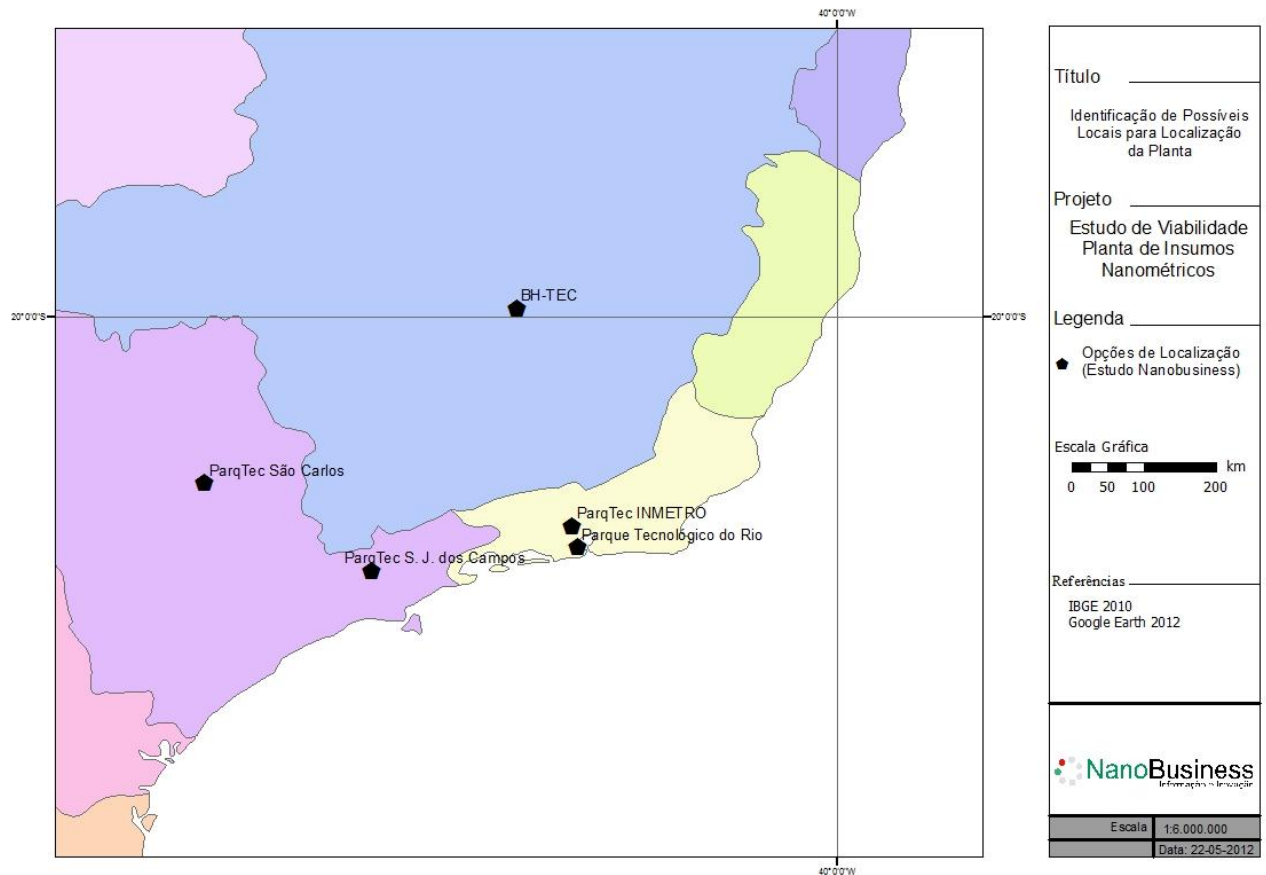 40°0'0"W
20°0'0"S
20°0'0"S
BH-TEC
ParqTec São Carlos
ParqTec INMETRO
Parque Tecnológico do Rio
ParqTec S. J. dos Campos
40°0'0"W
Título
Identificação de Possíveis
Locais para Localização
da Planta
Projeto
Estudo de Viabilidade
Planta de Insumos
Nanométricos
Legenda
Opções de Localização
(Estudo Nanobusiness)
Escala Gráfica
km
0 50 100 200
Referências
IBGE 2010
Google Earth 2012
NanoBusiness
Informação e Inovação
Escala 1:6.000.000
Data: 22-05-2012